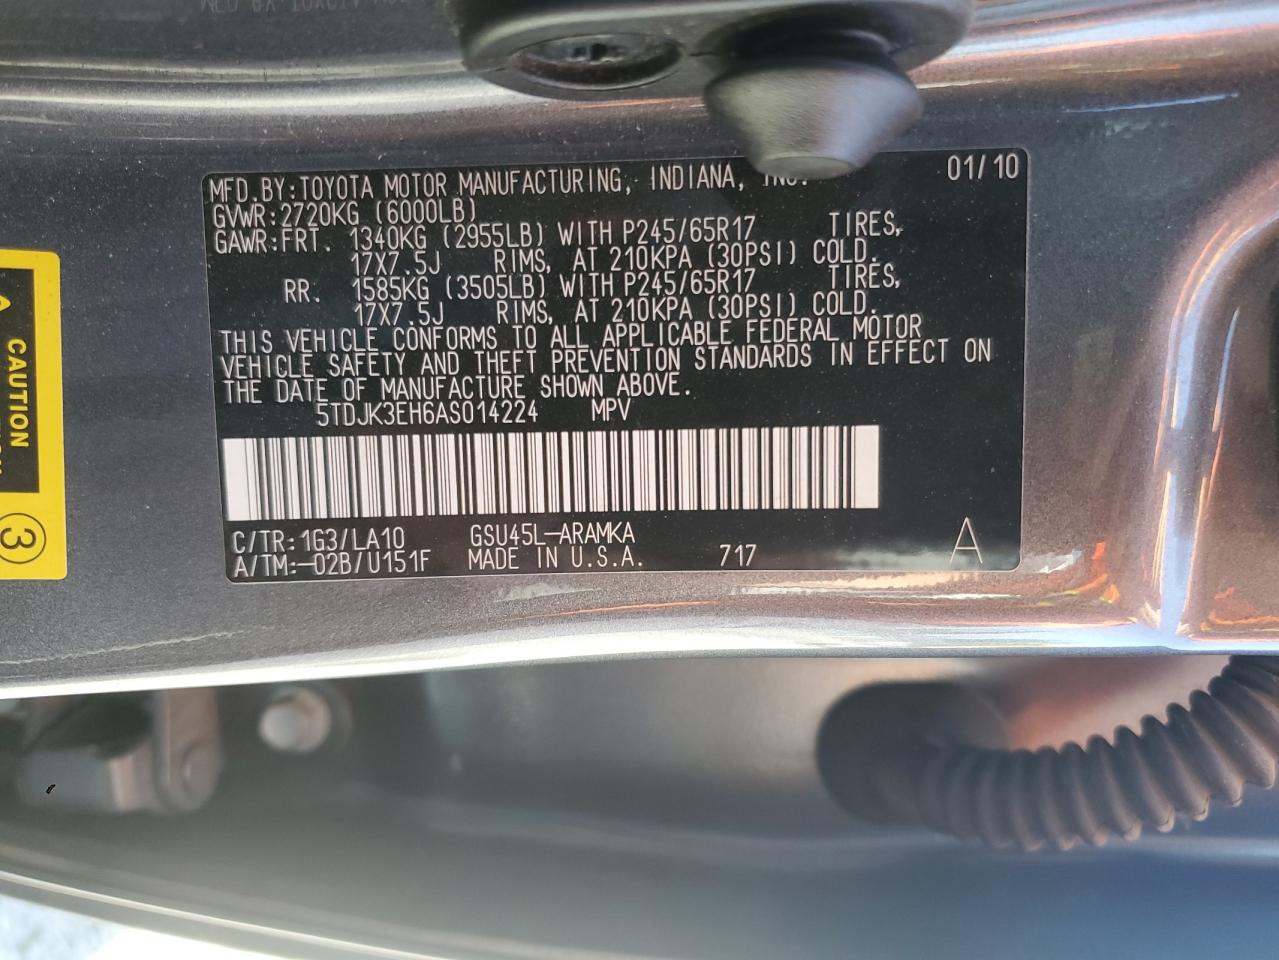 MFD.BY:TOYOTA MOTOR MANUFACTURING, INDIANA, INC. 01/10
GVWR:2720KG (6000LB)
GAWR:FRT. 1340KG (2955LB) WITH P245/65R17 TIRES,
17X7.5J RIMS, AT 210KPA (30PSI) COLD.
RR. 1585KG (3505LB) WITH P245/65R17 TIRES,
17X7.5J RIMS, AT 210KPA (30PSI) COLD.
THIS VEHICLE CONFORMS TO ALL APPLICABLE FEDERAL MOTOR
VEHICLE SAFETY AND THEFT PREVENTION STANDARDS IN EFFECT ON
THE DATE OF MANUFACTURE SHOWN ABOVE.
5TDJK3EH6AS014224 MPV
C/TR:1G3/LA10 GSU45L-ARAMKA
A/TM:-02B/U151F MADE IN U.S.A. 717 A
CAUTION
3